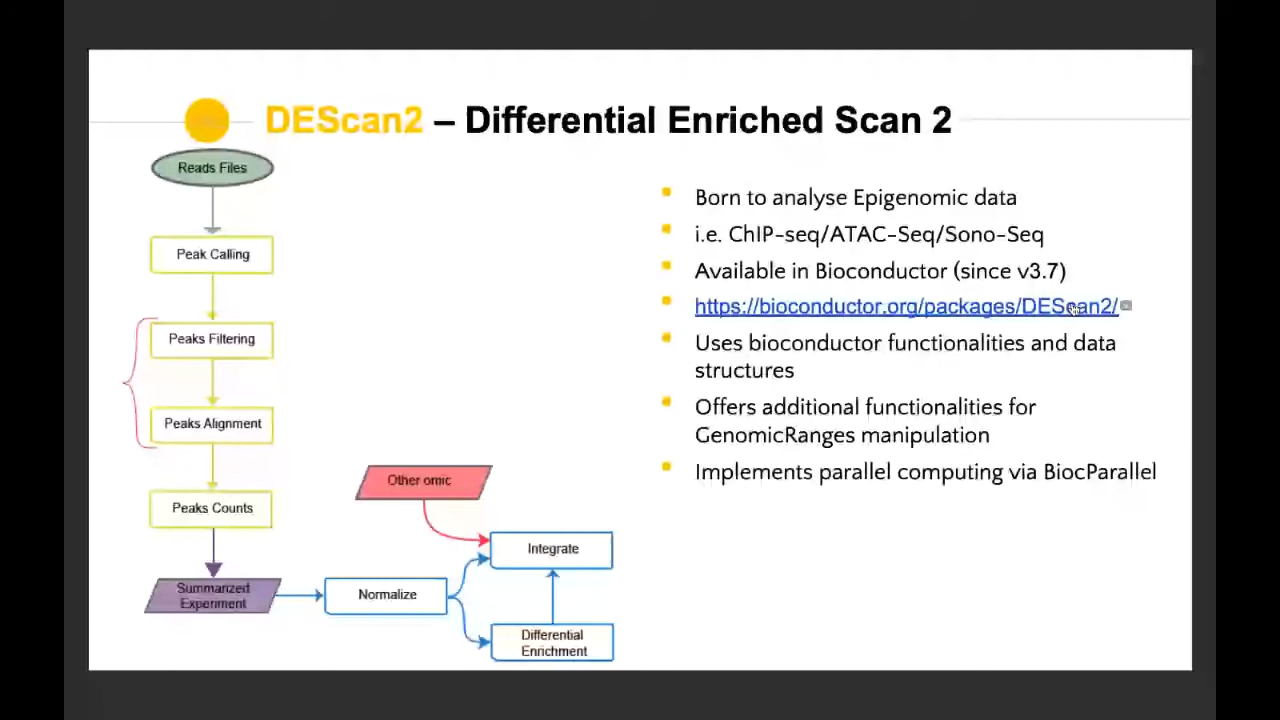 DEScan2 – Differential Enriched Scan 2
Reads Files
Peak Calling
Peaks Filtering
Peaks Alignment
Peaks Counts
Summarized
Experiment
Normalize
Other omic
Integrate
Differential
Enrichment
Born to analyse Epigenomic data
i.e. ChIP-seq/ATAC-Seq/Sono-Seq
Available in Bioconductor (since v3.7)
https://bioconductor.org/packages/DEScan2/
Uses bioconductor functionalities and data
structures
Offers additional functionalities for
GenomicRanges manipulation
Implements parallel computing via BiocParallel